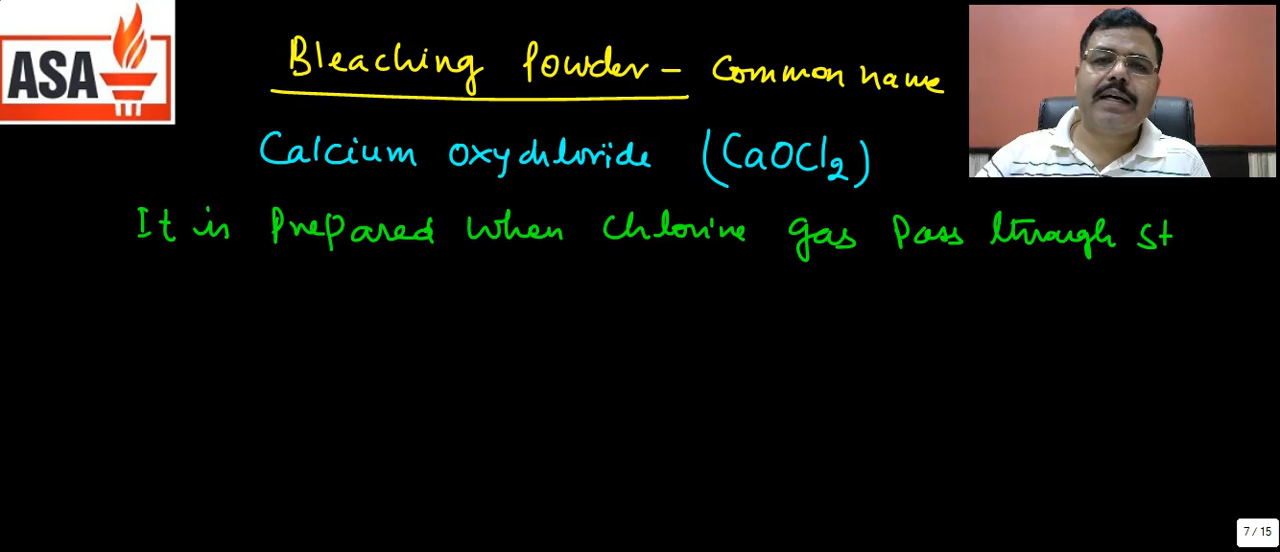 ASA
Bleaching Powder - Common name
Calcium oxychloride (CaOCl2)
It is Prepared when Chlorine gas Pass through st
7 / 15